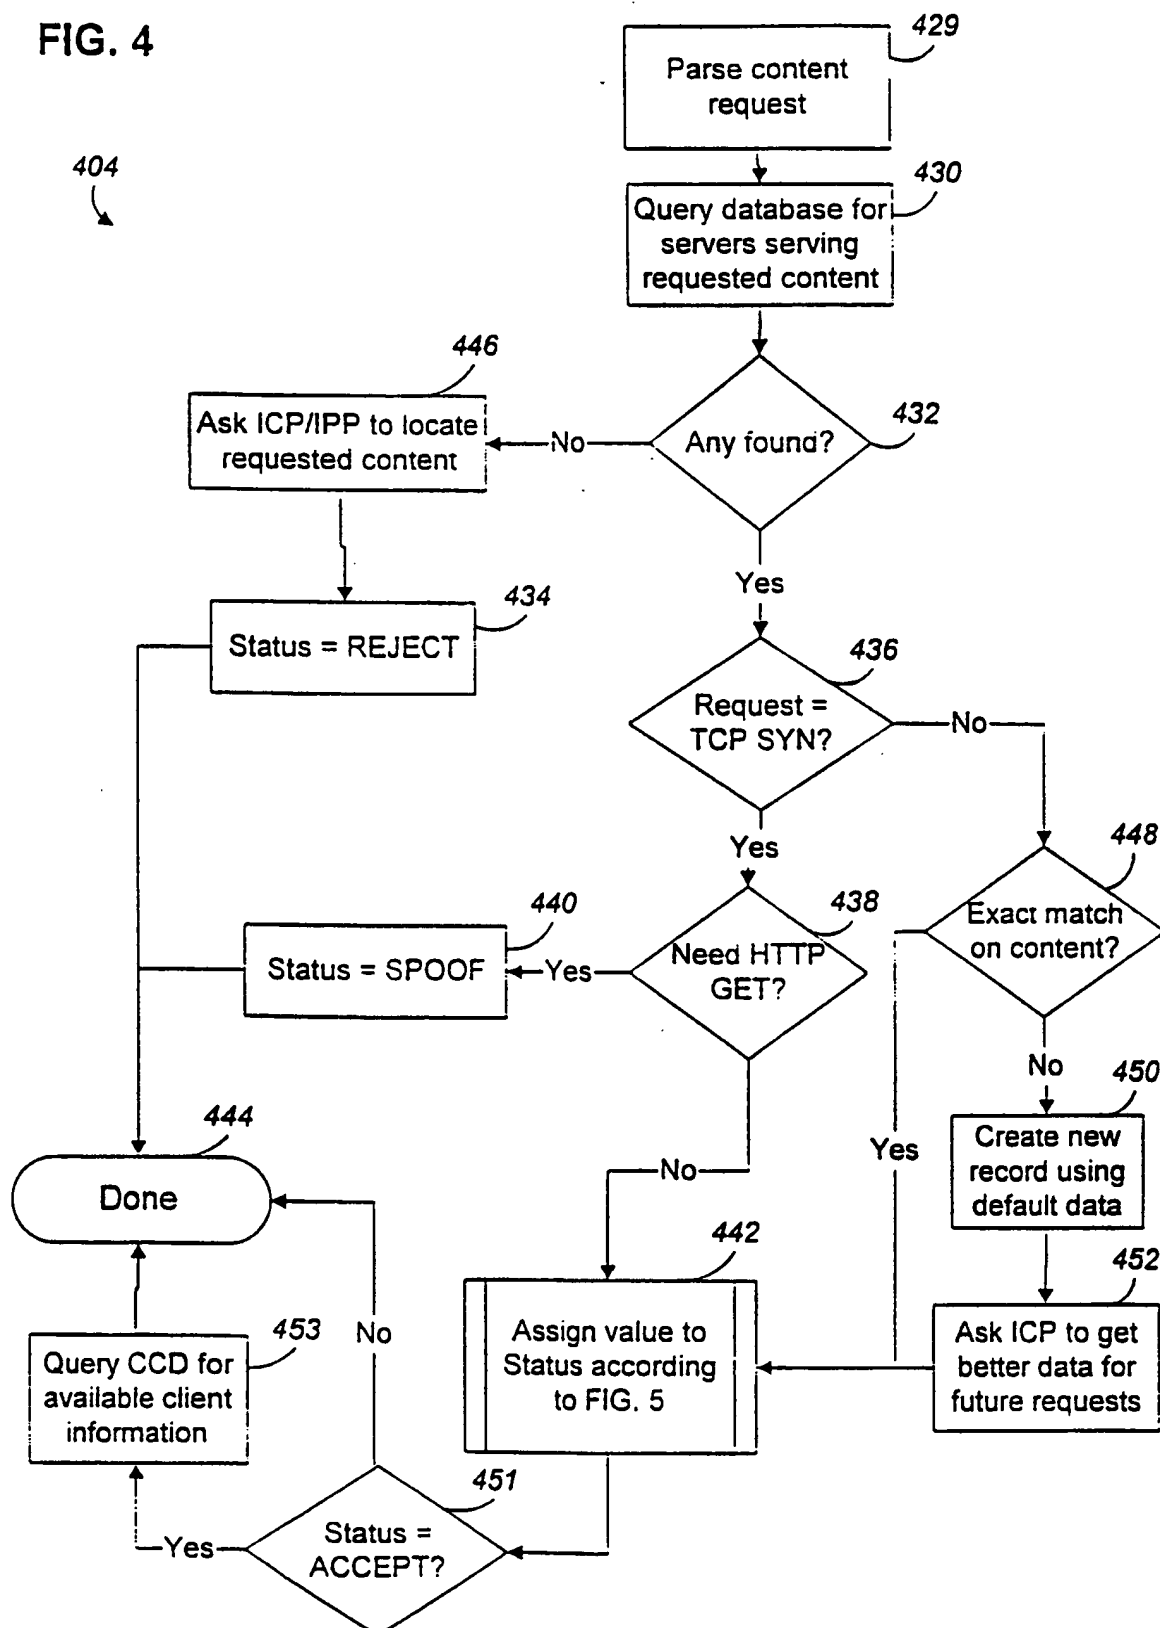 FIG. 4
429
Parse content
request
404
430
Query database for
servers serving
requested content
446
Ask ICP/IPP to locate
requested content
No
Any found?
432
Yes
434
Status = REJECT
436
Request =
TCP SYN?
No
Yes
448
Exact match
on content?
440
Status = SPOOF
Yes
438
Need HTTP
GET?
No
450
444
Done
No
Yes
Create new
record using
default data
442
452
453
Query CCD for
available client
information
No
Assign value to
Status according
to FIG. 5
Ask ICP to get
better data for
future requests
451
Yes
Status =
ACCEPT?